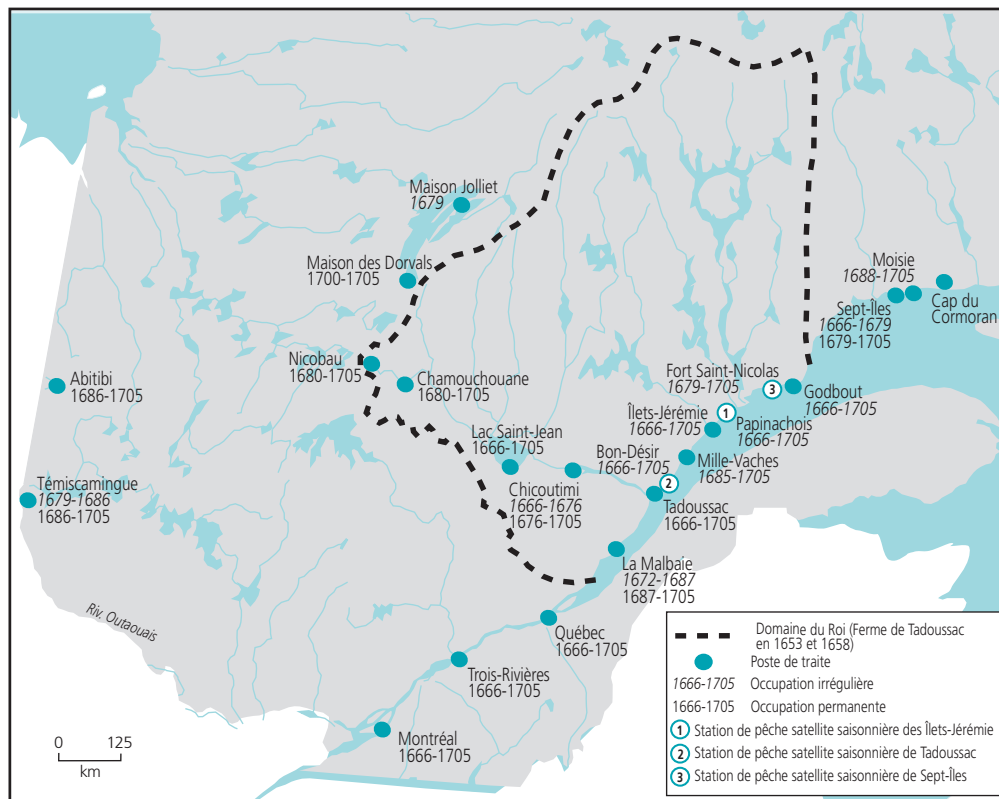 Maison Jolliet
1679
Maison des Dorvals
1700-1705
Moisie
1688-1705
Cap du
Cormoran
Sept-Îles
1666-1679
1679-1705
Nicobau
1680-1705
Chamouchouane
1680-1705
Abitibi
1686-1705
Fort Saint-Nicolas
1679-1705
3
Godbout
1666-1705
Îlets-Jérémie
1666-1705
1
Papinachois
1666-1705
Lac Saint-Jean
1666-1705
Bon-Désir
1666-1705
Mille-Vaches
1685-1705
Témiscamingue
1679-1686
1686-1705
Chicoutimi
1666-1676
1676-1705
2
Tadoussac
1666-1705
La Malbaie
1672-1687
1687-1705
Riv. Outaouais
Québec
1666-1705
Trois-Rivières
1666-1705
Montréal
1666-1705
0 125
km
Domaine du Roi (Ferme de Tadoussac
en 1653 et 1658)
Poste de traite
1666-1705 Occupation irrégulière
1666-1705 Occupation permanente
1 Station de pêche satellite saisonnière des Îlets-Jérémie
2 Station de pêche satellite saisonnière de Tadoussac
3 Station de pêche satellite saisonnière de Sept-Îles